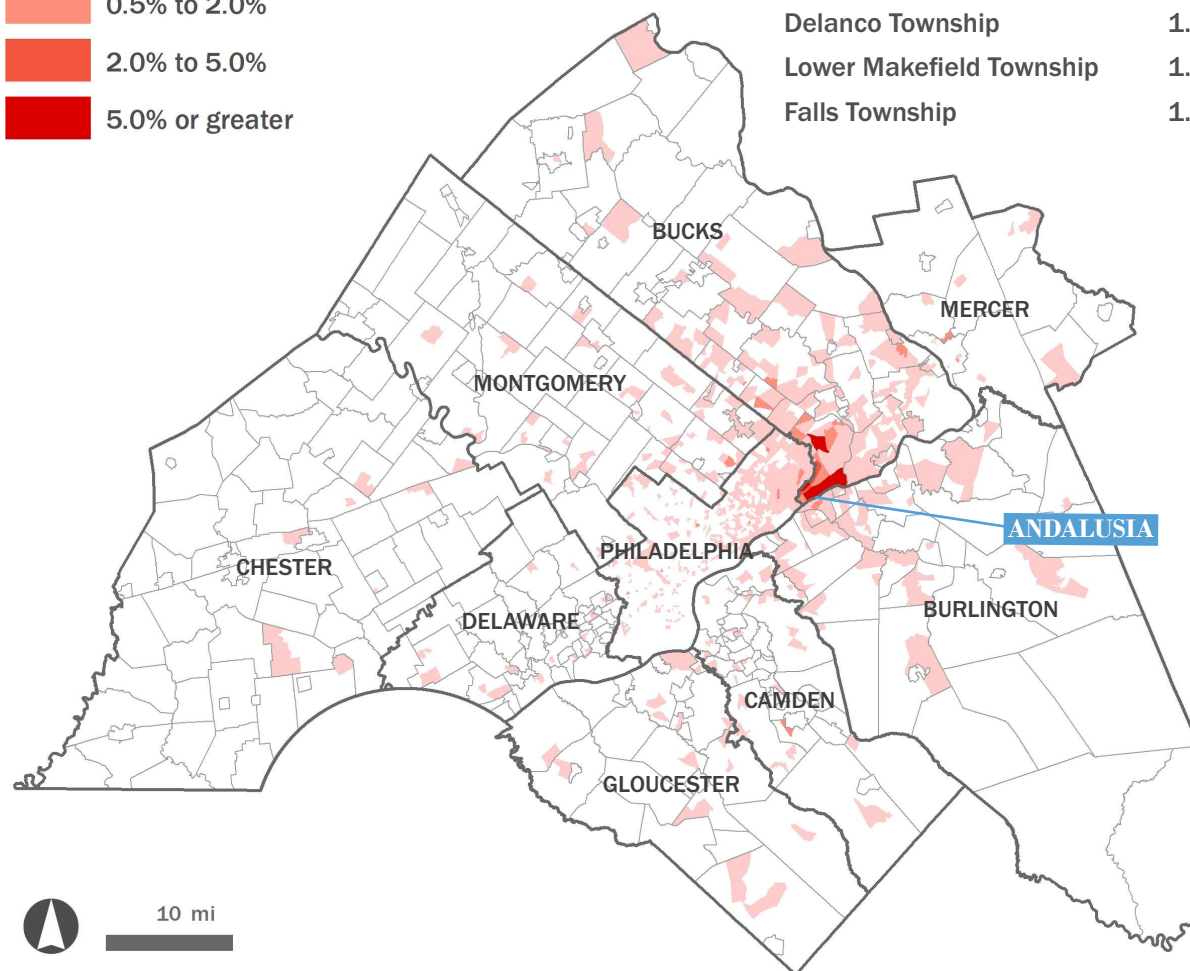 0.5% to 2.0%
2.0% to 5.0%
5.0% or greater
Delanco Township 1.
Lower Makefield Township 1.
Falls Township 1.
BUCKS
MERCER
MONTGOMERY
ANDALUSIA
PHILADELPHIA
CHESTER
BURLINGTON
DELAWARE
CAMDEN
GLOUCESTER
10 mi